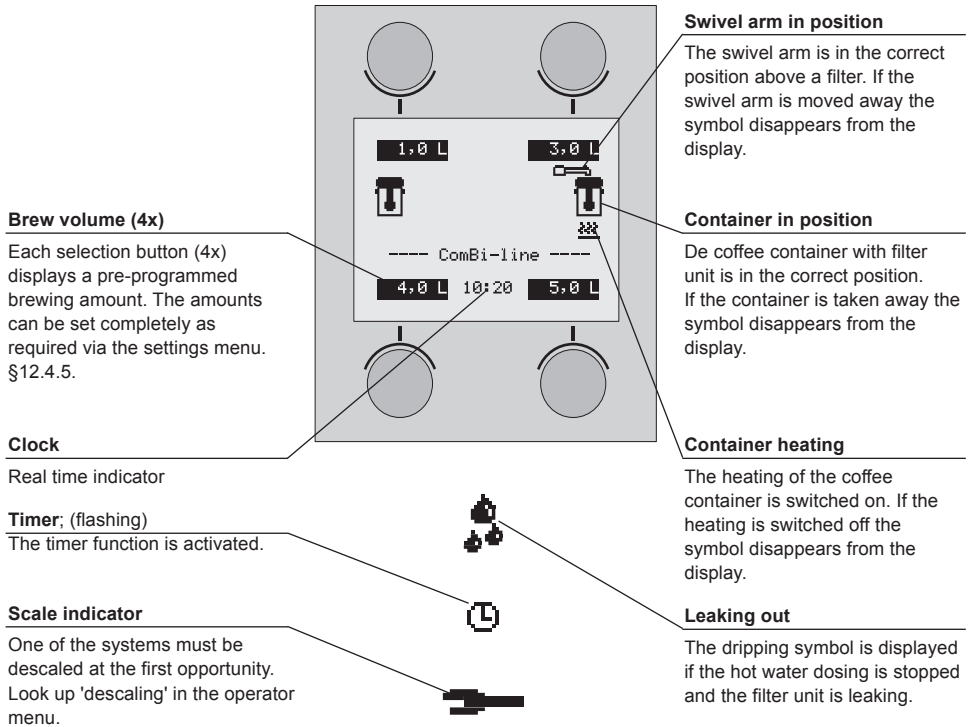 Swivel arm in position
The swivel arm is in the correct
position above a filter. If the
swivel arm is moved away the
symbol disappears from the
display.
1,0 L
3,0 L
Brew volume (4x)
Each selection button (4x)
displays a pre-programmed
brewing amount. The amounts
can be set completely as
required via the settings menu.
§12.4.5.
Container in position
De coffee container with filter
unit is in the correct position.
If the container is taken away the
symbol disappears from the
display.
---- ComBi-line ----
4,0 L 10:20 5,0 L
Clock
Real time indicator
Container heating
The heating of the coffee
container is switched on. If the
heating is switched off the
symbol disappears from the
display.
Timer; (flashing)
The timer function is activated.
Scale indicator
One of the systems must be
descaled at the first opportunity.
Look up 'descaling' in the operator
menu.
Leaking out
The dripping symbol is displayed
if the hot water dosing is stopped
and the filter unit is leaking.